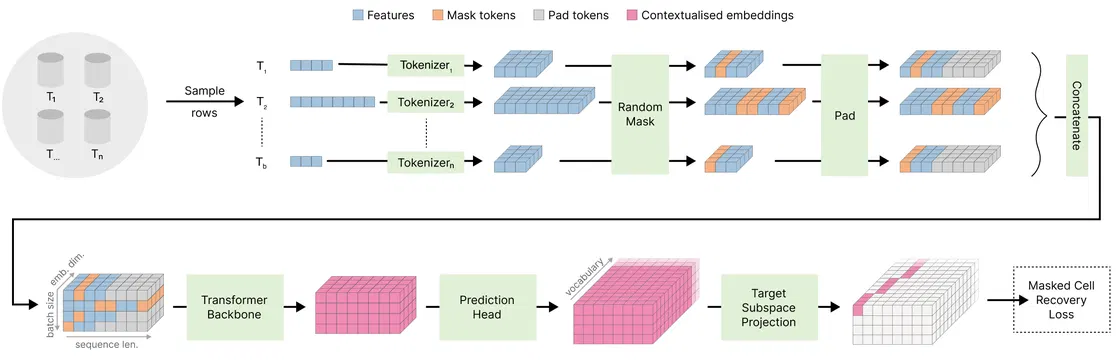 Features
Mask tokens
Pad tokens
Contextualised embeddings
T₁
T₂
T...
Tₙ
Sample
rows
T₁
T₂
T_b
Tokenizer₁
Tokenizer₂
Tokenizerₙ
Random
Mask
Pad
Concatenate
emb. dim.
batch size
sequence len.
Transformer
Backbone
Prediction
Head
vocabulary
Target
Subspace
Projection
Masked Cell
Recovery
Loss